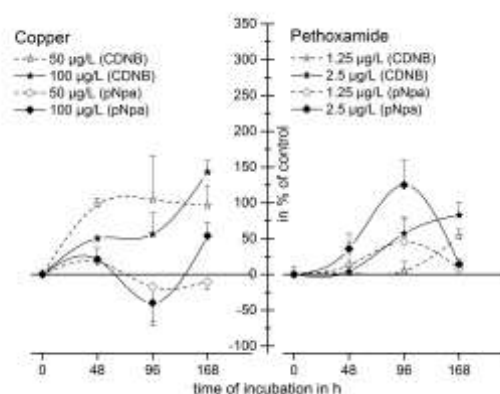 Copper
50 µg/L (CDNB)
100 µg/L (CDNB)
50 µg/L (pNpa)
100 µg/L (pNpa)
Pethoxamide
1.25 µg/L (CDNB)
2.5 µg/L (CDNB)
1.25 µg/L (pNpa)
2.5 µg/L (pNpa)
350
300
250
200
150
100
50
0
-50
-100
in % of control
0 48 96 168
0 48 96 168
time of incubation in h